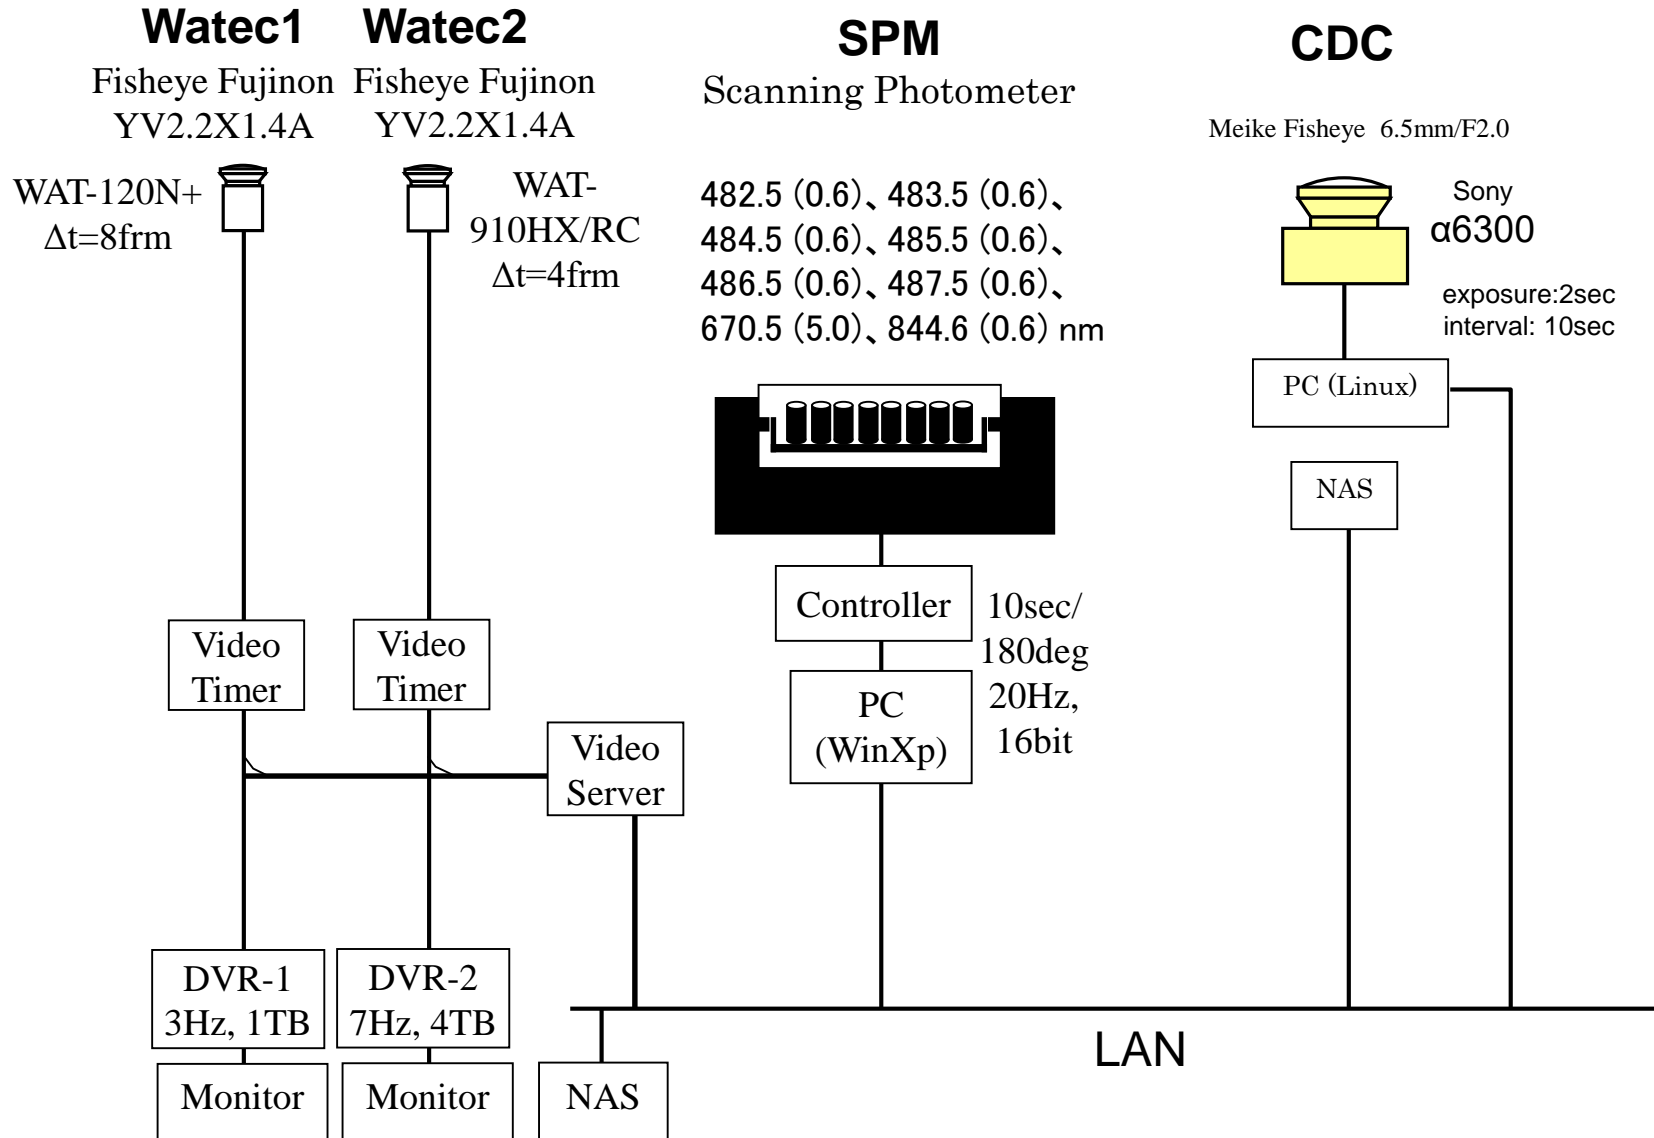 Watec1
Fisheye Fujinon
YV2.2X1.4A
WAT-120N+
Δt=8frm
Video
Timer
DVR-1
3Hz, 1TB
Monitor
Watec2
Fisheye Fujinon
YV2.2X1.4A
WAT-
910HX/RC
Δt=4frm
Video
Timer
DVR-2
7Hz, 4TB
Monitor
Video
Server
NAS
SPM
Scanning Photometer
482.5 (0.6)、483.5 (0.6)、
484.5 (0.6)、485.5 (0.6)、
486.5 (0.6)、487.5 (0.6)、
670.5 (5.0)、844.6 (0.6) nm
Controller
PC
(WinXp)
10sec/
180deg
20Hz,
16bit
CDC
Meike Fisheye 6.5mm/F2.0
Sony
α6300
exposure:2sec
interval: 10sec
PC (Linux)
NAS
LAN